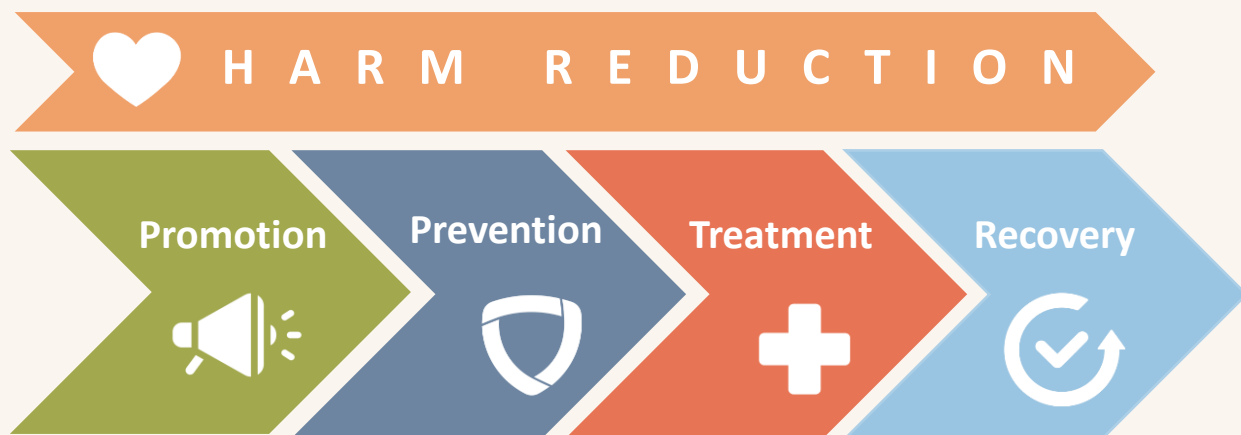 HARM REDUCTION
Promotion
Prevention
Treatment
Recovery